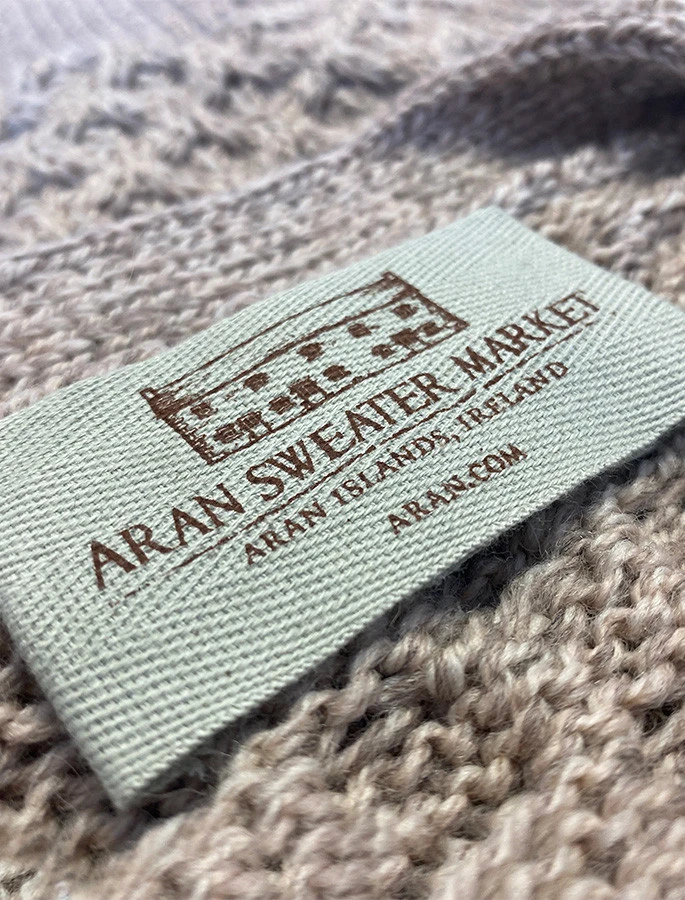 ARAN SWEATER MARKET
ARAN ISLANDS, IRELAND
ARAN.COM